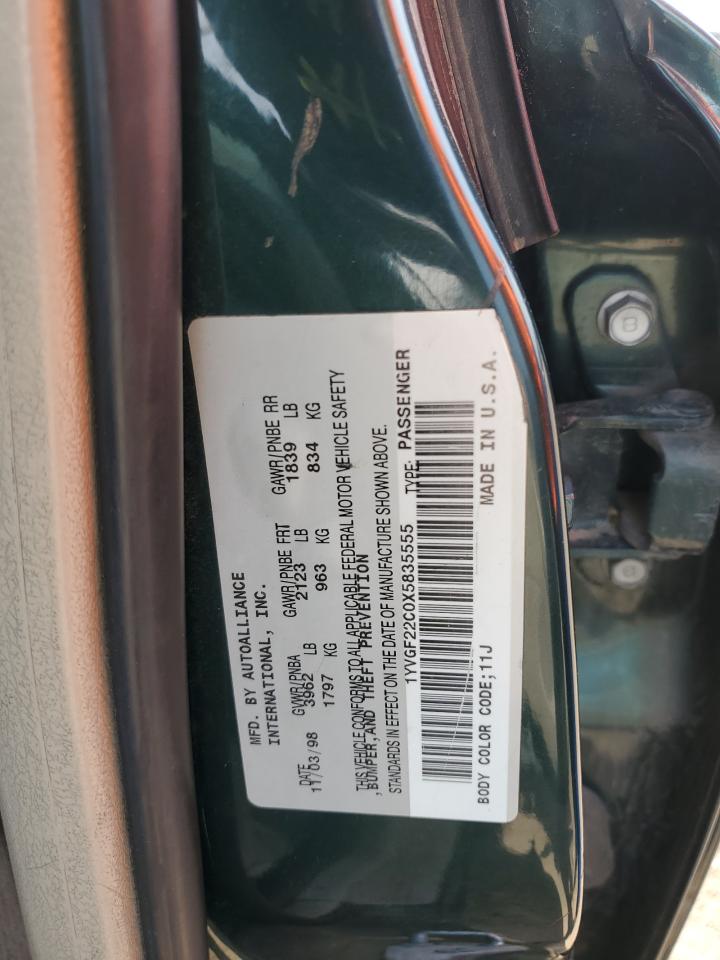 MFD. BY AUTOALLIANCE
INTERNATIONAL, INC.
GVWR/PNBA GAWR/PNBE FRT GAWR/PNBE RR
DATE 3962 LB 2123 LB 1839 LB
11/03/98 1797 KG 963 KG 834 KG
THIS VEHICLE CONFORMS TO ALL APPLICABLE FEDERAL MOTOR VEHICLE SAFETY
, BUMPER, AND THEFT PREVENTION
STANDARDS IN EFFECT ON THE DATE OF MANUFACTURE SHOWN ABOVE.
1YVGF22C0X5835555 TYPE: PASSENGER
BODY COLOR CODE;11J MADE IN U.S.A.
8